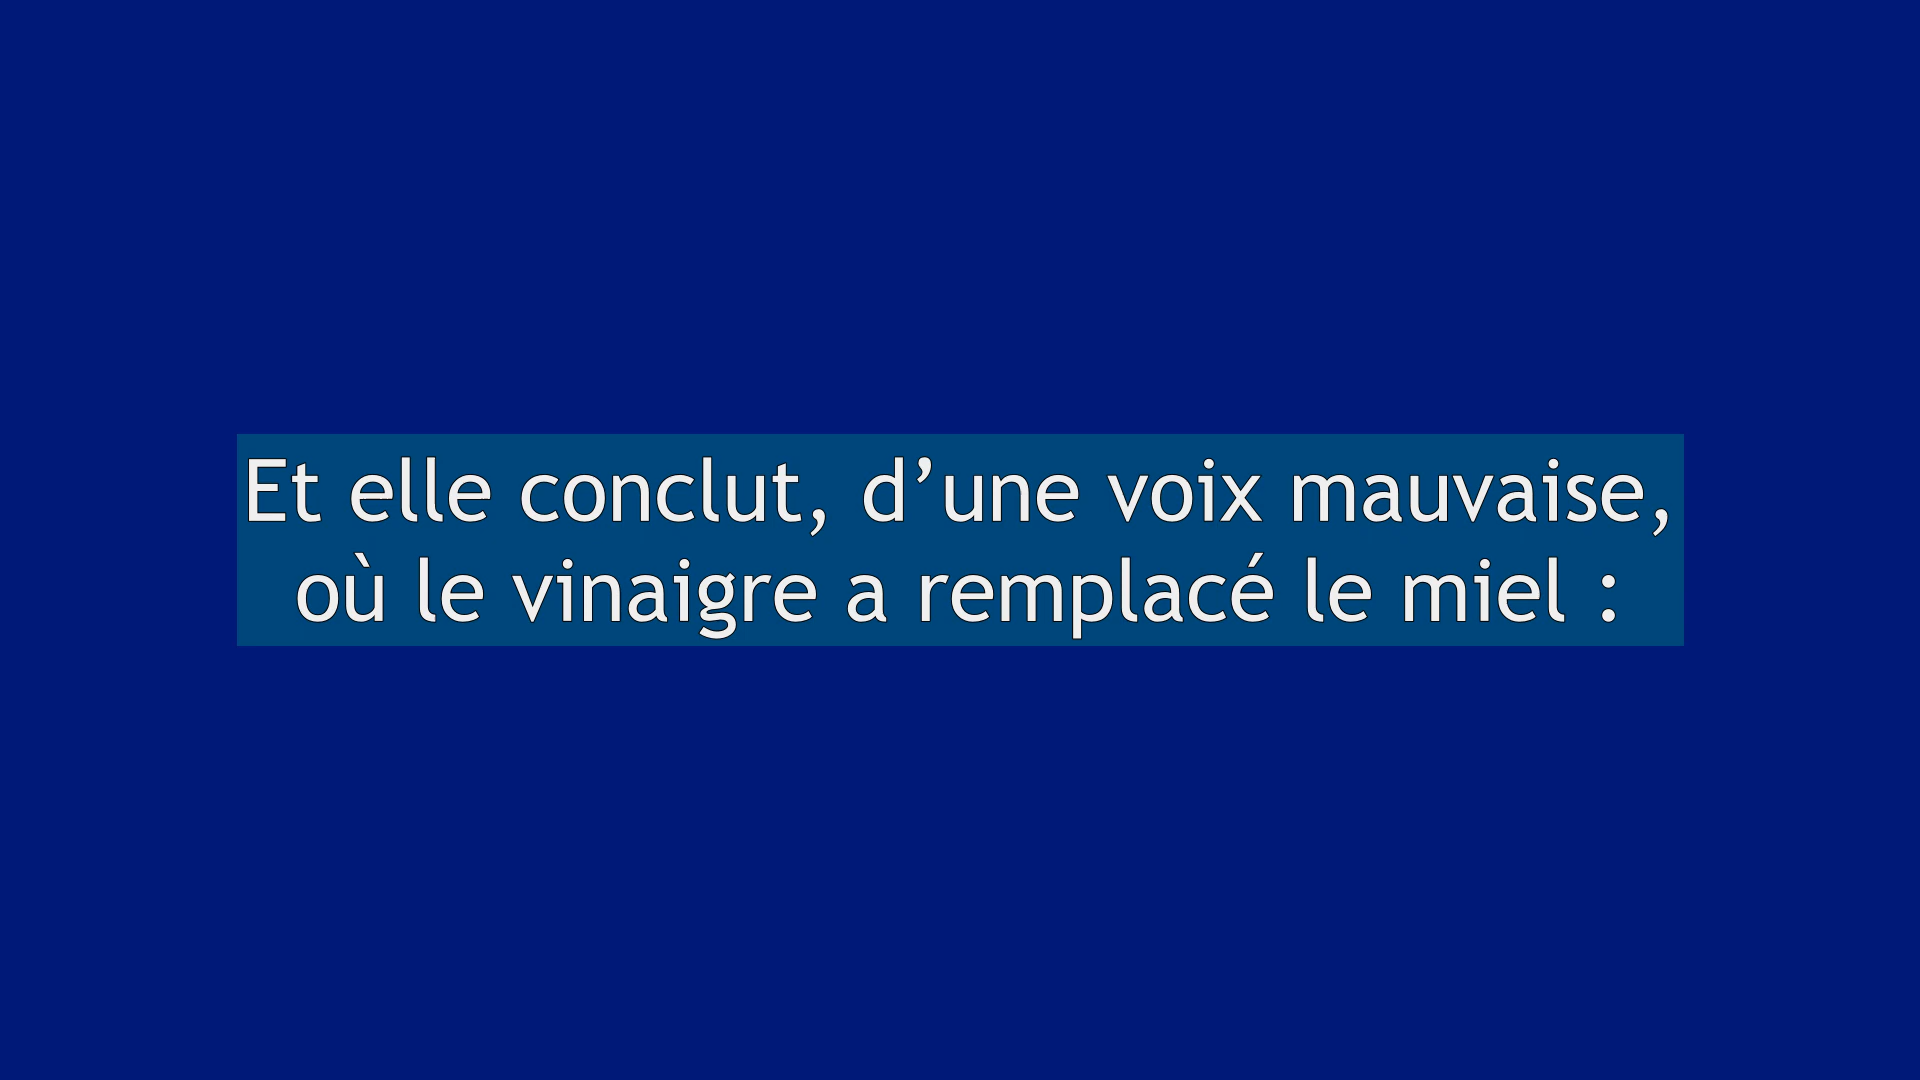 Et elle conclut, d’une voix mauvaise,
où le vinaigre a remplacé le miel :